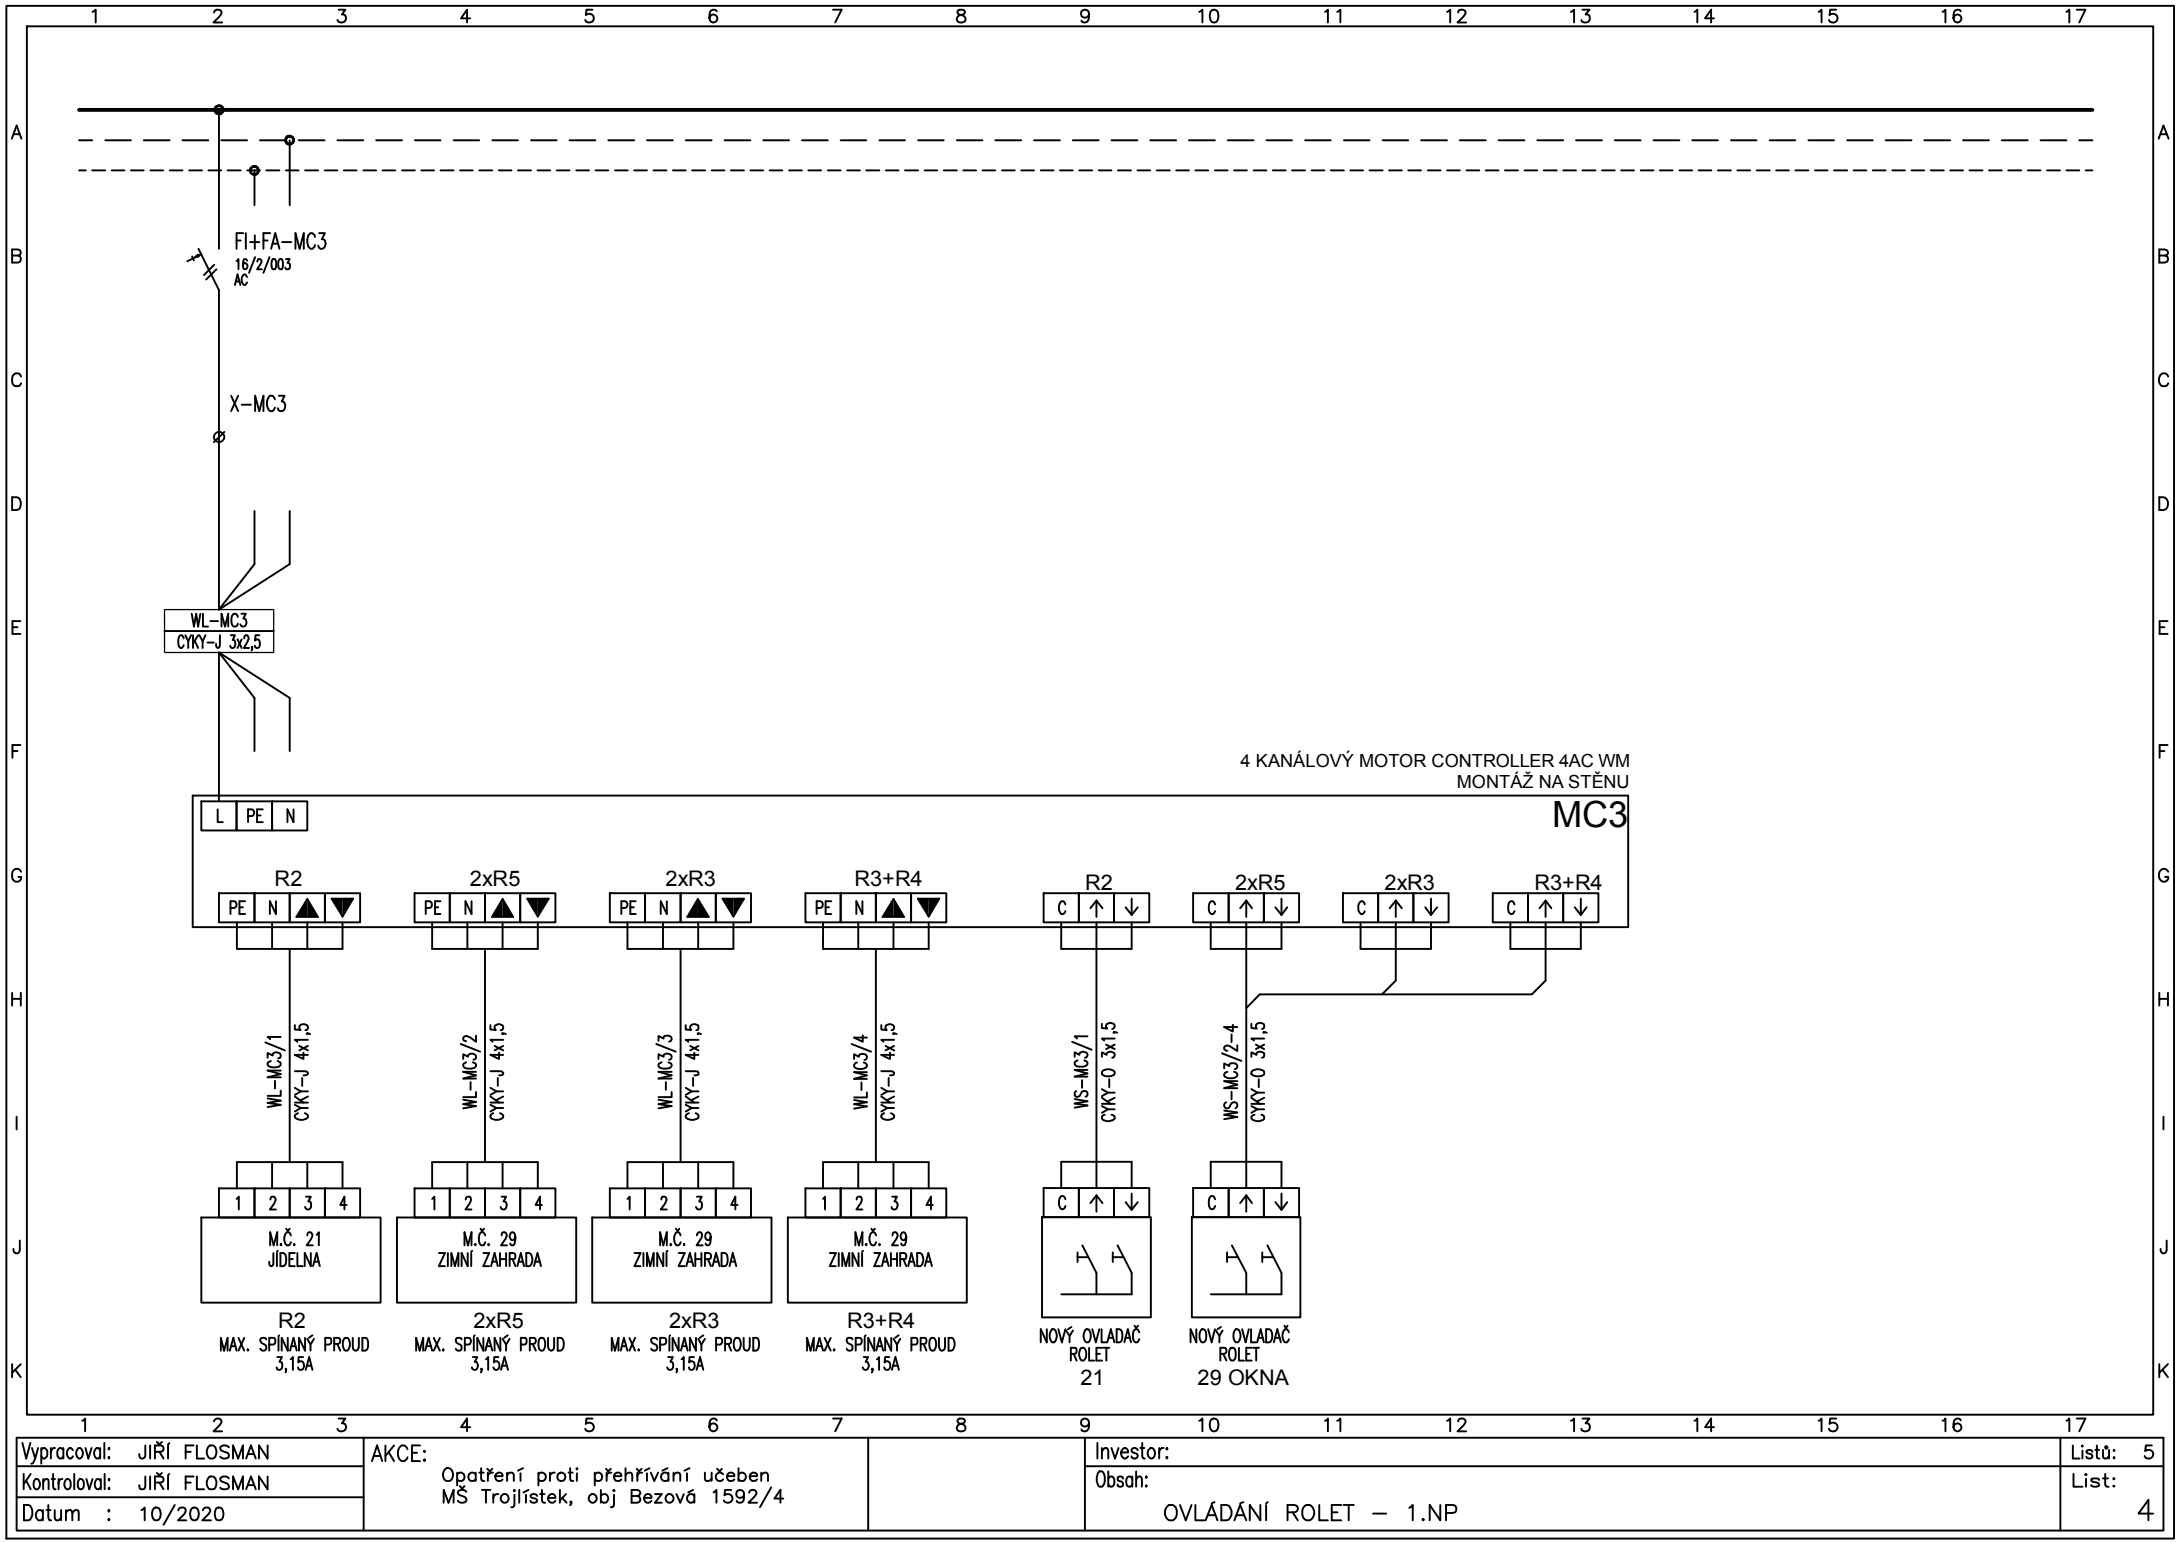 1 2 3 4 5 6 7 8 9 10 11 12 13 14 15 16 17
A A
FI+FA-MC3
B 16/2/003 B
AC
C C
X-MC3
D D
WL-MC3
E E
CYKY-J 3x2,5
F F
4 KANÁLOVÝ MOTOR CONTROLLER 4AC WM
MONTÁŽ NA STĚNU
L PE N MC3
G R2 2xR5 2xR3 R3+R4 R2 2xR5 2xR3 R3+R4 G
PE N ▲ ▼ PE N ▲ ▼ PE N ▲ ▼ PE N ▲ ▼ C ↑ ↓ C ↑ ↓ C ↑ ↓ C ↑ ↓
H H
WL-MC3/1
CYKY-J 4x1,5
WL-MC3/2
CYKY-J 4x1,5
WL-MC3/3
CYKY-J 4x1,5
WL-MC3/4
CYKY-J 4x1,5
WS-MC3/1
CYKY-O 3x1,5
WS-MC3/2-4
CYKY-O 3x1,5
I I
1 2 3 4 1 2 3 4 1 2 3 4 1 2 3 4 C ↑ ↓ C ↑ ↓
J J
M.Č. 21
JÍDELNA
R2
MAX. SPÍNANÝ PROUD
3,15A
M.Č. 29
ZIMNÍ ZAHRADA
2xR5
MAX. SPÍNANÝ PROUD
3,15A
M.Č. 29
ZIMNÍ ZAHRADA
2xR3
MAX. SPÍNANÝ PROUD
3,15A
M.Č. 29
ZIMNÍ ZAHRADA
R3+R4
MAX. SPÍNANÝ PROUD
3,15A
NOVÝ OVLADAČ
ROLET
21
NOVÝ OVLADAČ
ROLET
29 OKNA
K K
1 2 3 4 5 6 7 8 9 10 11 12 13 14 15 16 17
Vypracoval: JIŘÍ FLOSMAN
Kontroloval: JIŘÍ FLOSMAN
Datum : 10/2020
AKCE:
Opatření proti přehřívání učeben
MŠ Trojlístek, obj Bezová 1592/4
Investor:
Obsah:
OVLÁDÁNÍ ROLET - 1.NP
Listů: 5
List:
4